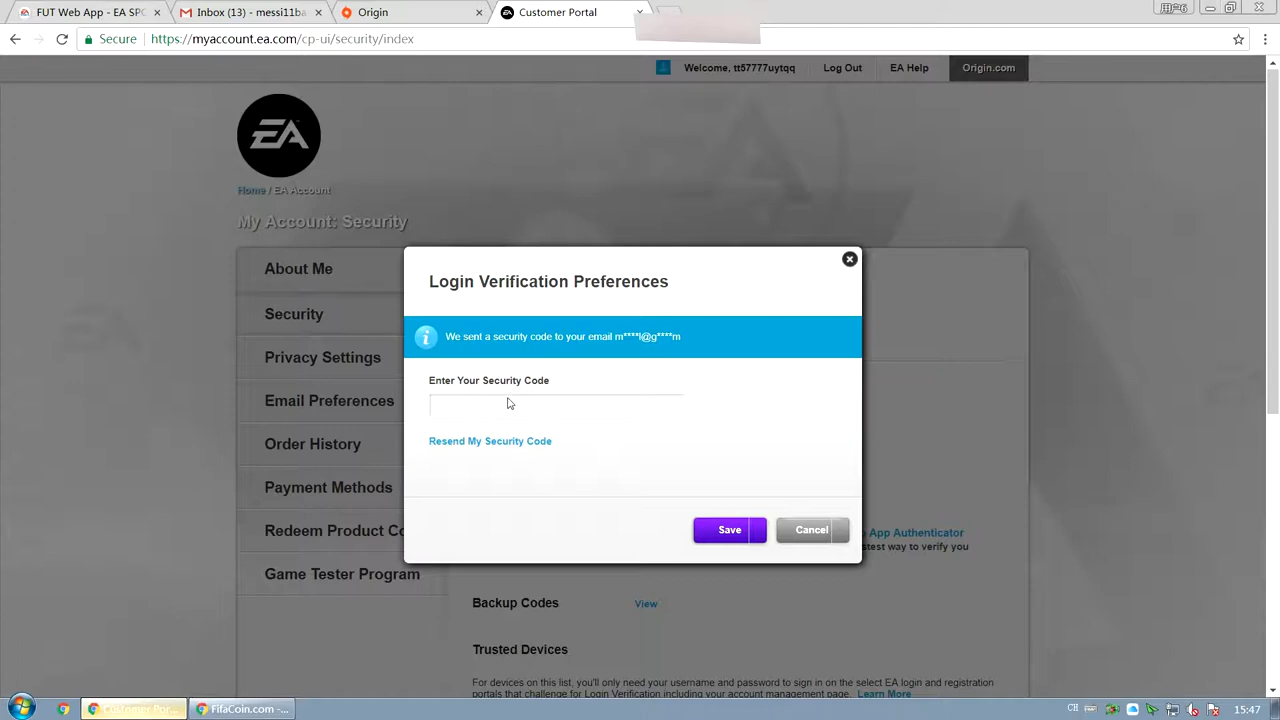 FUT Web App - EA SPC
Inbox (13) - messi11ba
Origin
Customer Portal
Secure
https://myaccount.ea.com/cp-ui/security/index
Welcome, tt57777uytqq
Log Out
EA Help
Origin.com
EA
Home / EA Account
My Account: Security
About Me
Security
Privacy Settings
Email Preferences
Order History
Payment Methods
Redeem Product Co
Game Tester Program
Login Verification Preferences
We sent a security code to your email m****l@g****m
Enter Your Security Code
Resend My Security Code
Save
Cancel
App Authenticator
stest way to verify you
Backup Codes
View
Trusted Devices
For devices on this list, you'll only need your username and password to sign in on the select EA login and registration
portals that challenge for Login Verification including your account management page. Learn More
Customer Por...
FifaCoin.com -...
CH
15:47